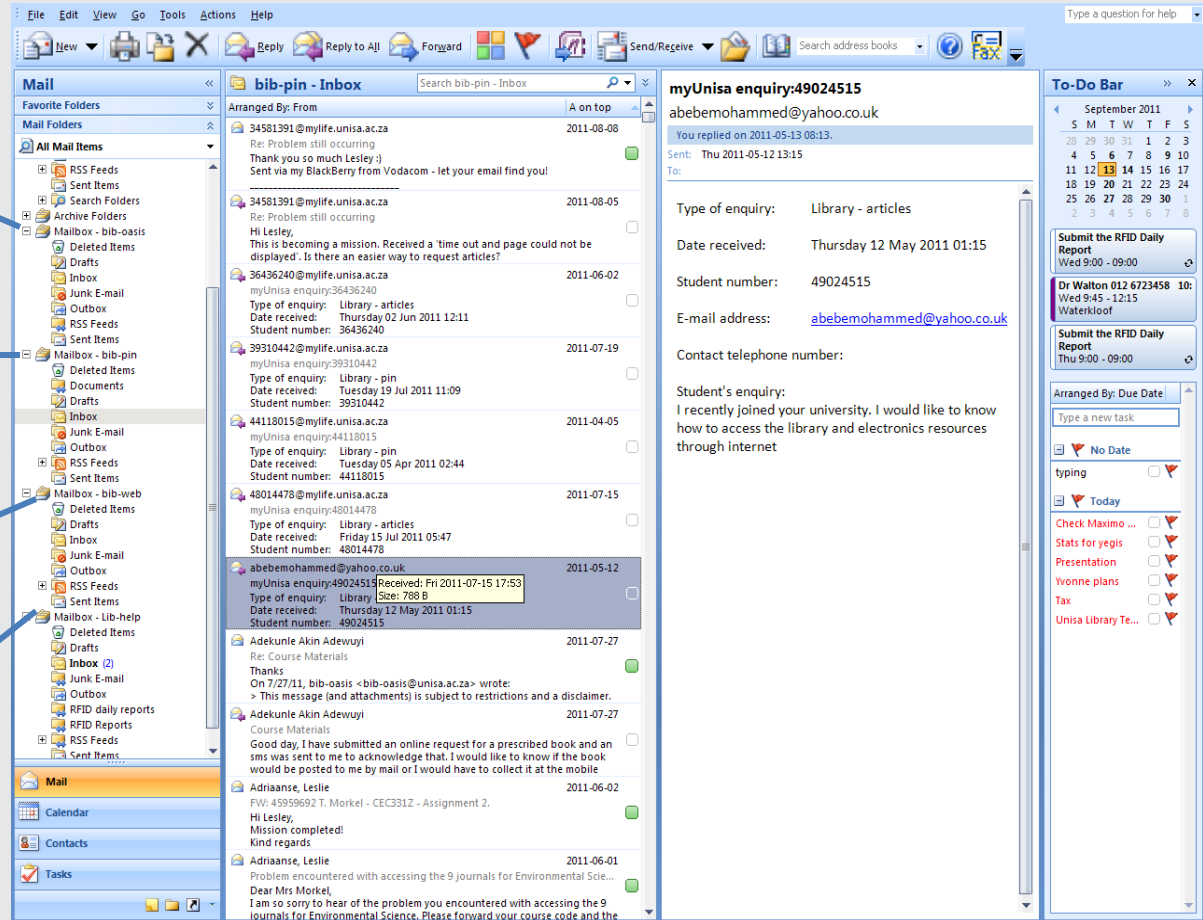 File Edit View Go Tools Actions Help
Type a question for help
New Reply Reply to All Forward Send/Receive Search address books Fax
Mail «
Favorite Folders
Mail Folders
All Mail Items
RSS Feeds
Sent Items
Search Folders
Archive Folders
Mailbox - bib-oasis
Deleted Items
Drafts
Inbox
Junk E-mail
Outbox
RSS Feeds
Sent Items
Mailbox - bib-pin
Deleted Items
Documents
Drafts
Inbox
Junk E-mail
Outbox
RSS Feeds
Sent Items
Mailbox - bib-web
Deleted Items
Drafts
Inbox
Junk E-mail
Outbox
RSS Feeds
Sent Items
Mailbox - Lib-help
Deleted Items
Drafts
Inbox (2)
Junk E-mail
Outbox
RFID daily reports
RFID Reports
RSS Feeds
Sent Items
Mail
Calendar
Contacts
Tasks
bib-pin - Inbox Search bib-pin - Inbox
Arranged By: From A on top
34581391@mylife.unisa.ac.za 2011-08-08
Re: Problem still occurring
Thank you so much Lesley :)
Sent via my BlackBerry from Vodacom - let your email find you!
34581391@mylife.unisa.ac.za 2011-08-05
Re: Problem still occurring
Hi Lesley,
This is becoming a mission. Received a 'time out and page could not be
displayed'. Is there an easier way to request articles?
36436240@mylife.unisa.ac.za 2011-06-02
myUnisa enquiry:36436240
Type of enquiry: Library - articles
Date received: Thursday 02 Jun 2011 12:11
Student number: 36436240
39310442@mylife.unisa.ac.za 2011-07-19
myUnisa enquiry:39310442
Type of enquiry: Library - pin
Date received: Tuesday 19 Jul 2011 11:09
Student number: 39310442
44118015@mylife.unisa.ac.za 2011-04-05
myUnisa enquiry:44118015
Type of enquiry: Library - pin
Date received: Tuesday 05 Apr 2011 02:44
Student number: 44118015
48014478@mylife.unisa.ac.za 2011-07-15
myUnisa enquiry:48014478
Type of enquiry: Library - articles
Date received: Friday 15 Jul 2011 05:47
Student number: 48014478
abebemohammed@yahoo.co.uk 2011-05-12
myUnisa enquiry:49024515 Received: Fri 2011-07-15 17:53
Type of enquiry: Library Size: 788 B
Date received: Thursday 12 May 2011 01:15
Student number: 49024515
Adekunle Akin Adewuyi 2011-07-27
Re: Course Materials
Thanks
On 7/27/11, bib-oasis <bib-oasis@unisa.ac.za> wrote:
> This message (and attachments) is subject to restrictions and a disclaimer.
Adekunle Akin Adewuyi 2011-07-27
Course Materials
Good day, I have submitted an online request for a prescribed book and an
sms was sent to me to acknowledge that. I would like to know if the book
would be posted to me by mail or I would have to collect it at the mobile
Adriaanse, Leslie 2011-06-02
FW: 45959692 T. Morkel - CEC331Z - Assignment 2.
Hi Lesley,
Mission completed!
Kind regards
Adriaanse, Leslie 2011-06-01
Problem encountered with accessing the 9 journals for Environmental Scie...
Dear Mrs Morkel,
I am so sorry to hear of the problem you encountered with accessing the 9
journals for Environmental Science. Please forward your course code and the
myUnisa enquiry:49024515
abebemohammed@yahoo.co.uk
You replied on 2011-05-13 08:13.
Sent: Thu 2011-05-12 13:15
To:
Type of enquiry: Library - articles
Date received: Thursday 12 May 2011 01:15
Student number: 49024515
E-mail address: abebemohammed@yahoo.co.uk
Contact telephone number:
Student's enquiry:
I recently joined your university. I would like to know
how to access the library and electronics resources
through internet
To-Do Bar » ×
September 2011
S M T W T F S
28 29 30 31 1 2 3
4 5 6 7 8 9 10
11 12 13 14 15 16 17
18 19 20 21 22 23 24
25 26 27 28 29 30 1
2 3 4 5 6 7 8
Submit the RFID Daily
Report
Wed 9:00 - 09:00
Dr Walton 012 6723458 10:
Wed 9:45 - 12:15
Waterkloof
Submit the RFID Daily
Report
Thu 9:00 - 09:00
Arranged By: Due Date
Type a new task
No Date
typing
Today
Check Maximo ...
Stats for yegis
Presentation
Yvonne plans
Tax
Unisa Library Te...